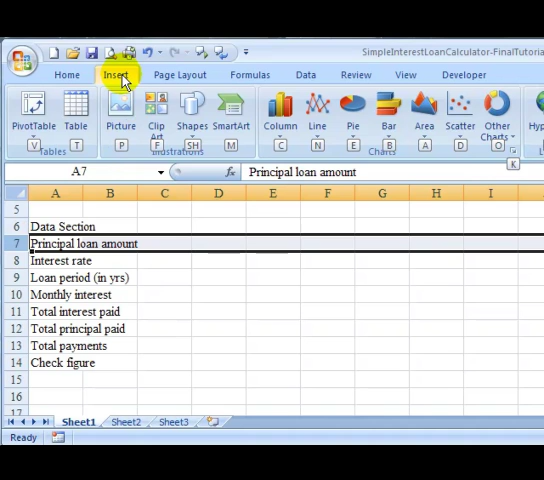 SimpleInterestLoanCalculator-FinalTutoria
Home Insert Page Layout Formulas Data Review View Developer
PivotTable Table Picture Clip Art Shapes SmartArt Column Line Pie Bar Area Scatter Other Charts Hyp
V T P F SH M C N E B A D O K
Tables Illustrations Charts L
A7 fx Principal loan amount
A B C D E F G H I
5
6 Data Section
7 Principal loan amount
8 Interest rate
9 Loan period (in yrs)
10 Monthly interest
11 Total interest paid
12 Total principal paid
13 Total payments
14 Check figure
15
16
17
Sheet1 Sheet2 Sheet3
Ready